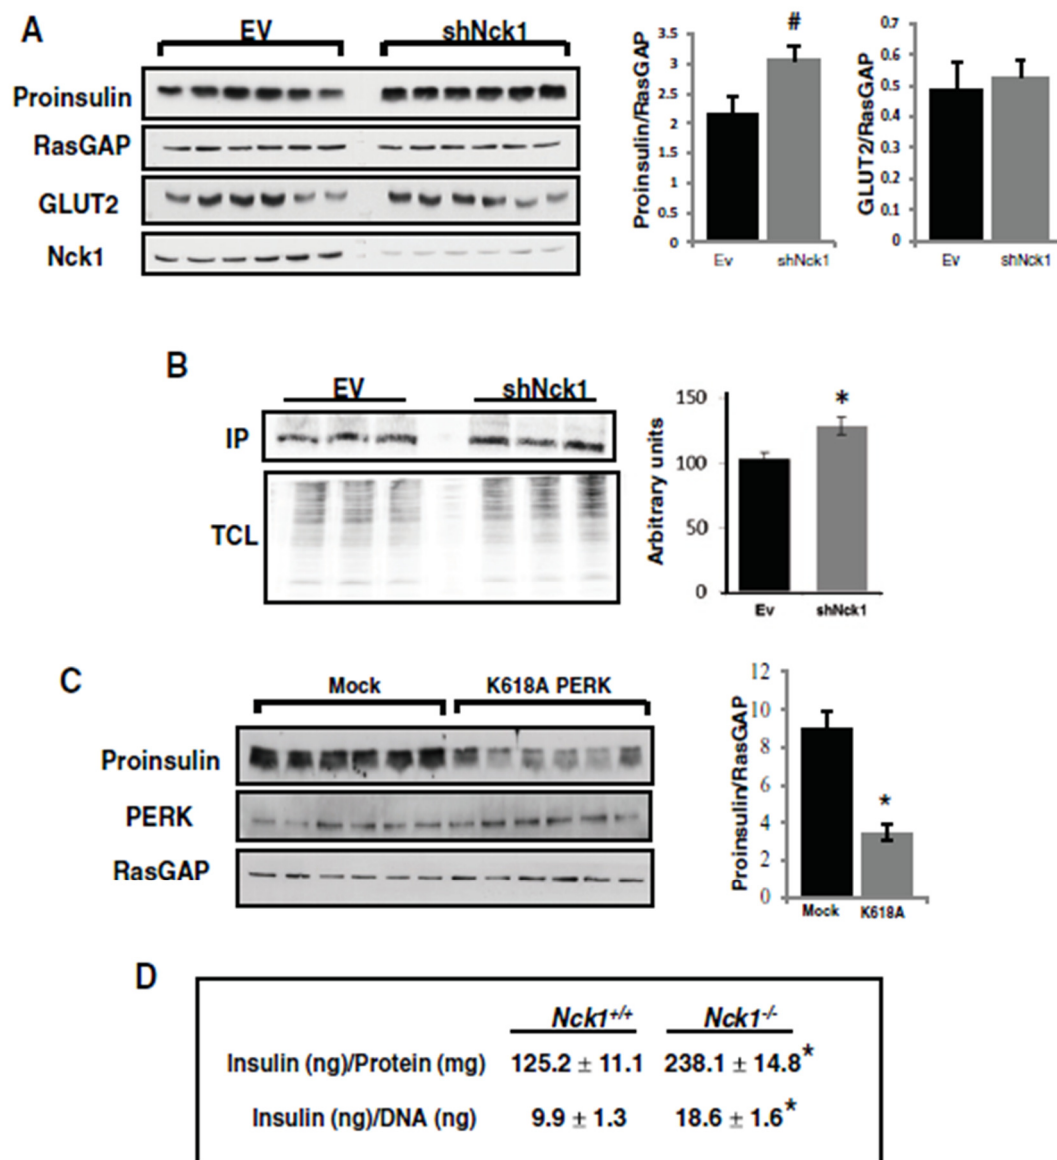 A
EV shNck1
Proinsulin
RasGAP
GLUT2
Nck1
Proinsulin/RasGAP
3.5
3
2.5
2
1.5
1
0.5
0
#
Ev shNck1
GLUT2/RasGAP
0.7
0.6
0.5
0.4
0.3
0.2
0.1
0
Ev shNck1
B
EV shNck1
IP
TCL
Arbitrary units
150
100
50
0
*
Ev shNck1
C
Mock K618A PERK
Proinsulin
PERK
RasGAP
Proinsulin/RasGAP
12
10
8
6
4
2
0
*
Mock K618A
D
Nck1+/+ Nck1-/-
Insulin (ng)/Protein (mg) 125.2 ± 11.1 238.1 ± 14.8*
Insulin (ng)/DNA (ng) 9.9 ± 1.3 18.6 ± 1.6*